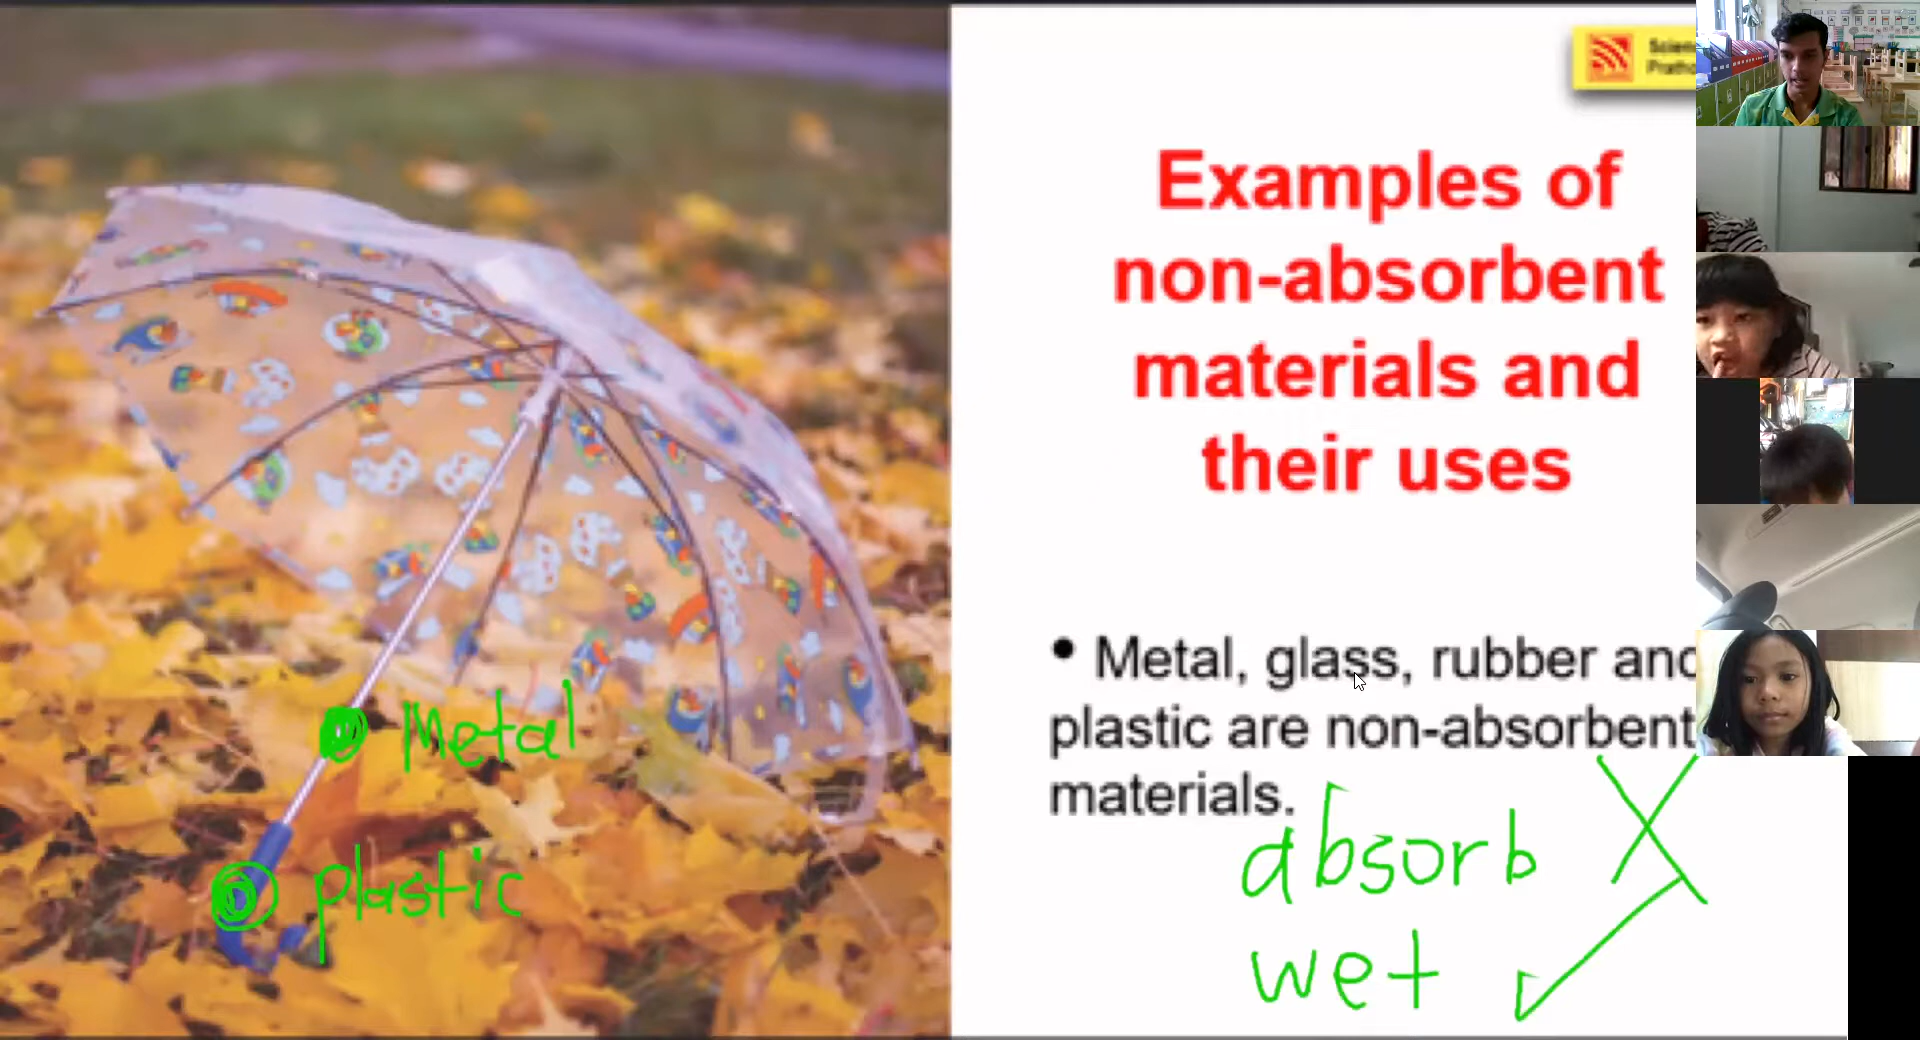 Examples of
non-absorbent
materials and
their uses
• Metal, glass, rubber and
plastic are non-absorbent
materials.
absorb
wet
Metal
plastic